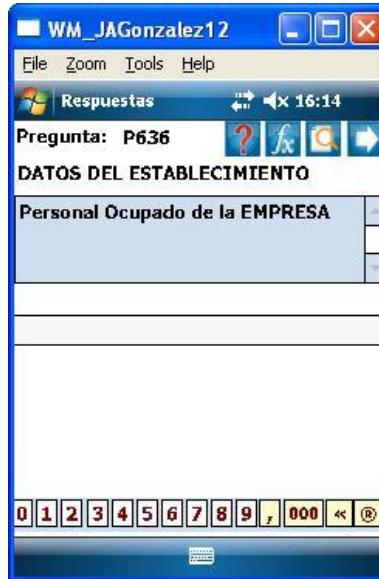 WM_JAGonzalez12
File Zoom Tools Help
Respuestas 16:14
Pregunta: P636 ? fx
DATOS DEL ESTABLECIMIENTO
Personal Ocupado de la EMPRESA
0 1 2 3 4 5 6 7 8 9 , 000 « ®